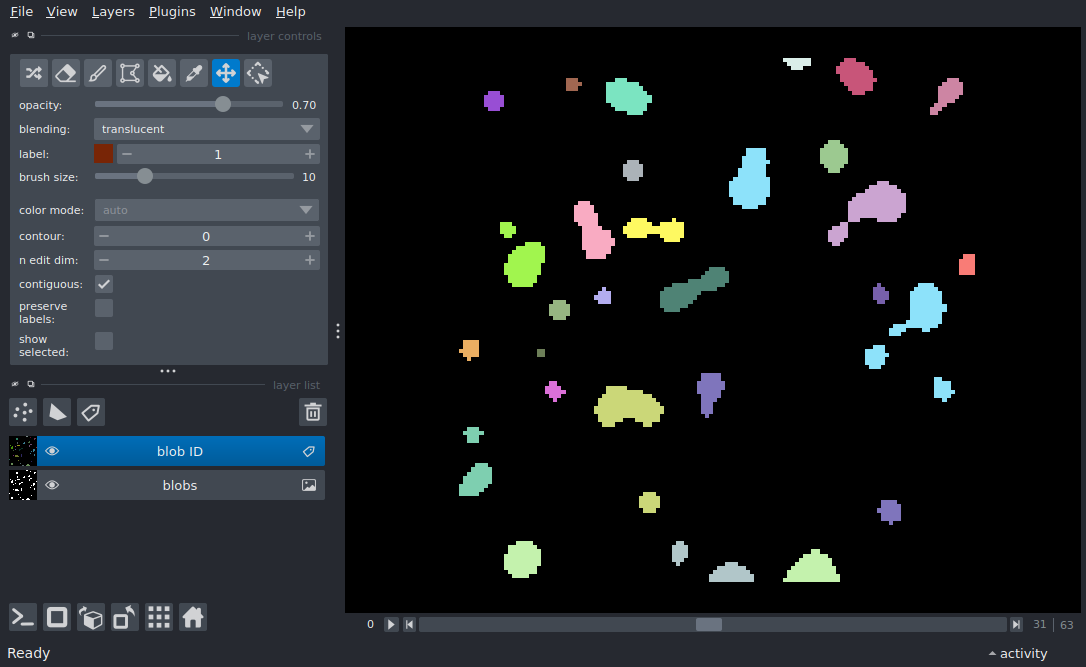 File View Layers Plugins Window Help
layer controls
opacity: 0.70
blending: translucent
label: 1
brush size: 10
color mode: auto
contour: 0
n edit dim: 2
contiguous:
preserve
labels:
show
selected:
layer list
blob ID
blobs
0 31 | 63
Ready activity